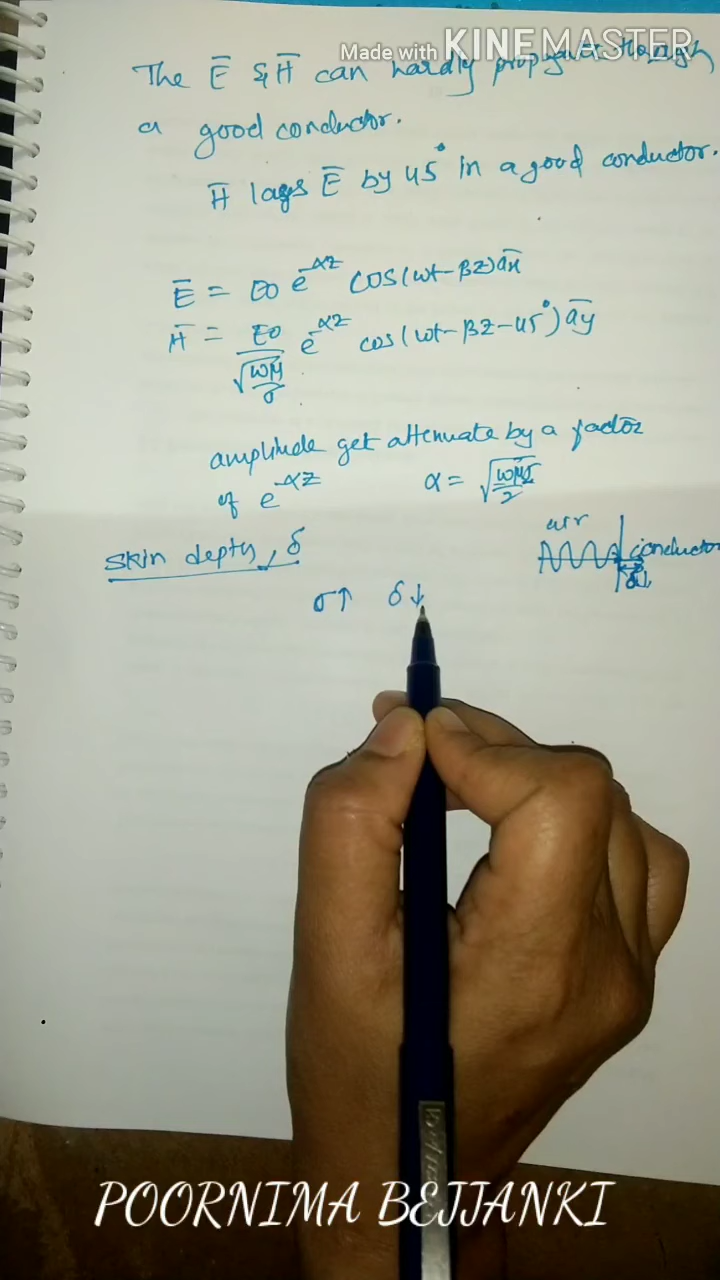 Made with KINEMASTER
The E̅ & H̅ can hardly through
a good conductor.
H̅ lags E̅ by 45° in a good conductor.
E̅ = E0 e^-αz cos(ωt-βz)a̅x
H̅ = E0/√(ωμ/σ) e^-αz cos(ωt-βz-45°) a̅y
amplitude get attenuate by a factor
of e^-αz α = √(ωμσ/2)
air
skin depth, δ conductor
δ
σ↑ δ↓
POORNIMA BEJJANKI